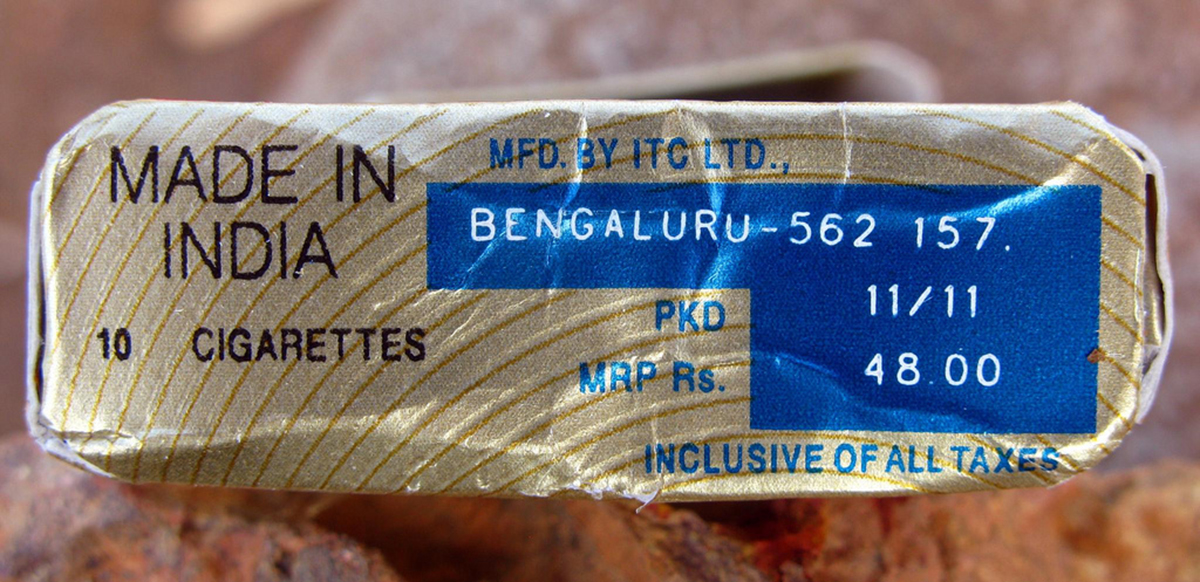 MADE IN
INDIA
10 CIGARETTES
MFD. BY ITC LTD.,
BENGALURU-562 157.
PKD 11/11
MRP Rs. 48.00
INCLUSIVE OF ALL TAXES